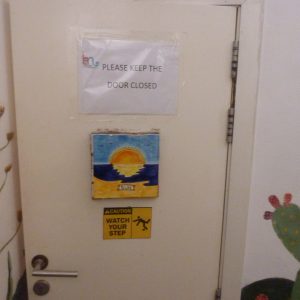 PLEASE KEEP THE
DOOR CLOSED
CAUTION
WATCH
YOUR
STEP